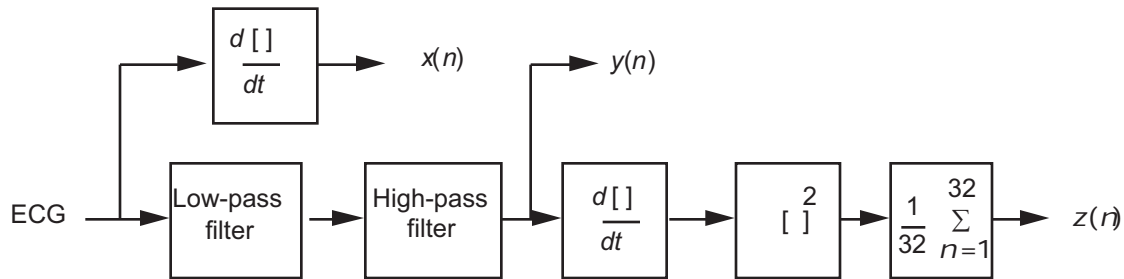 d [ ]
dt
x(n)
y(n)
ECG
Low-pass
filter
High-pass
filter
d [ ]
dt
[ ]²
1
32
32
Σ
n=1
z(n)